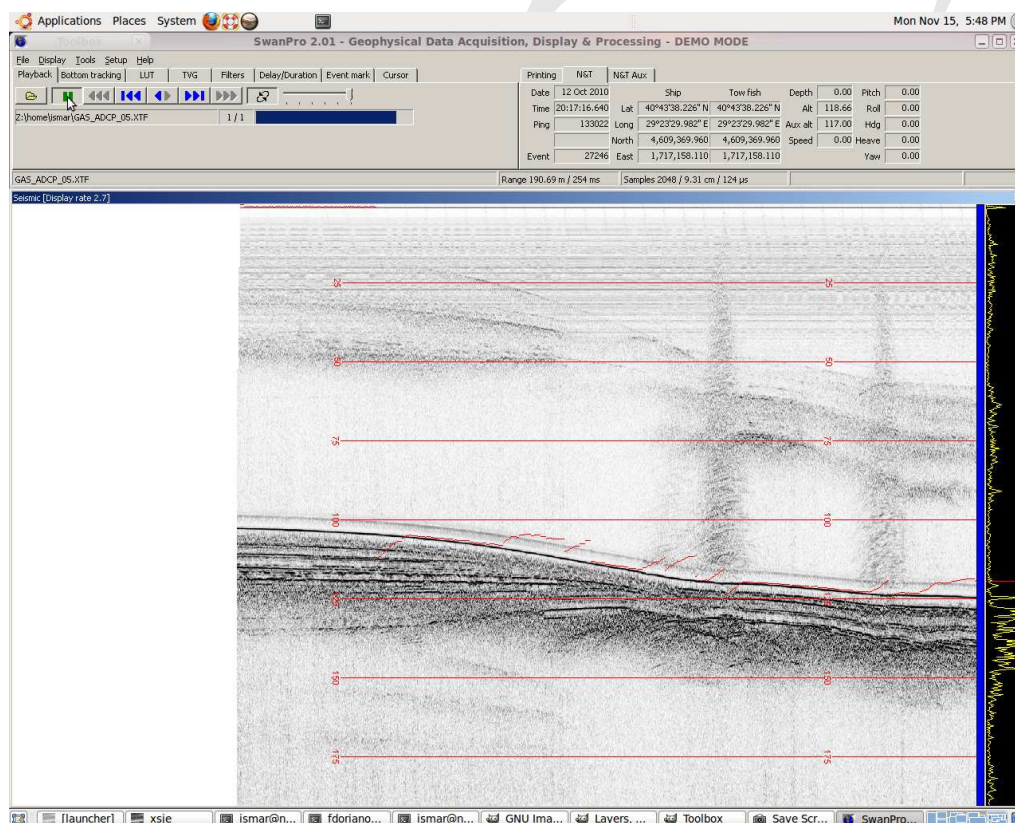 Applications Places System Mon Nov 15, 5:48 PM
SwanPro 2.01 - Geophysical Data Acquisition, Display & Processing - DEMO MODE
File Display Tools Setup Help
Playback Bottom tracking LUT TVG Filters Delay/Duration Event mark Cursor
Printing N&T N&T Aux
Z:\home\ismar\GAS_ADCP_05.XTF 1/1
Date 12 Oct 2010 Ship Tow fish Depth 0.00 Pitch 0.00
Time 20:17:16.640 Lat 40°43'38.226" N 40°43'38.226" N Alt 118.66 Roll 0.00
Ping 133022 Long 29°23'29.982" E 29°23'29.982" E Aux alt 117.00 Hdg 0.00
North 4,609,369.960 4,609,369.960 Speed 0.00 Heave 0.00
Event 27246 East 1,717,158.110 1,717,158.110 Yaw 0.00
GAS_ADCP_05.XTF Range 190.69 m / 254 ms Samples 2048 / 9.31 cm / 124 µs
Seismic [Display rate 2.7]
25 25
50 50
75 75
100 100
125 125
150 150
175 175
[launcher] xsie ismar@n... fdoriano... ismar@n... GNU Ima... Layers, ... Toolbox Save Scr... SwanPro...